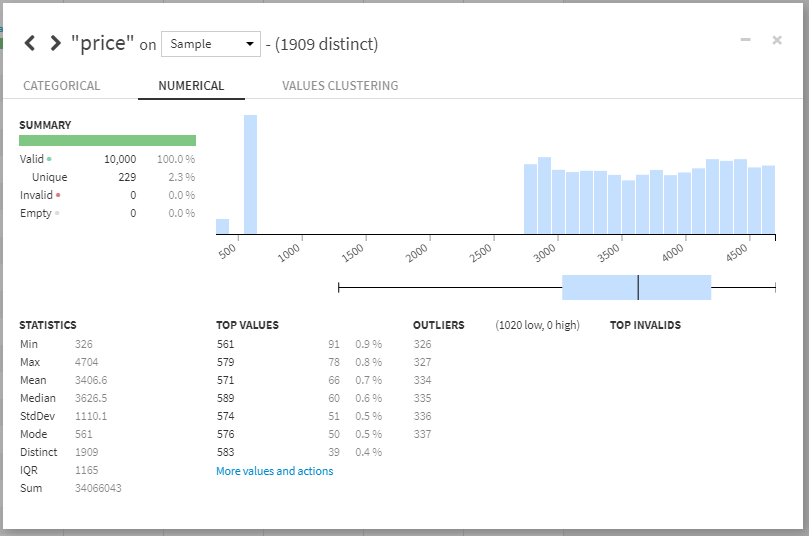 "price" on Sample - (1909 distinct)
CATEGORICAL NUMERICAL VALUES CLUSTERING
SUMMARY
Valid 10,000 100.0 %
Unique 229 2.3 %
Invalid 0 0.0 %
Empty 0 0.0 %
500 1000 1500 2000 2500 3000 3500 4000 4500
STATISTICS
Min 326
Max 4704
Mean 3406.6
Median 3626.5
StdDev 1110.1
Mode 561
Distinct 1909
IQR 1165
Sum 34066043
TOP VALUES
561 91 0.9 %
579 78 0.8 %
571 66 0.7 %
589 60 0.6 %
574 51 0.5 %
576 50 0.5 %
583 39 0.4 %
More values and actions
OUTLIERS (1020 low, 0 high)
326
327
334
335
336
337
TOP INVALIDS